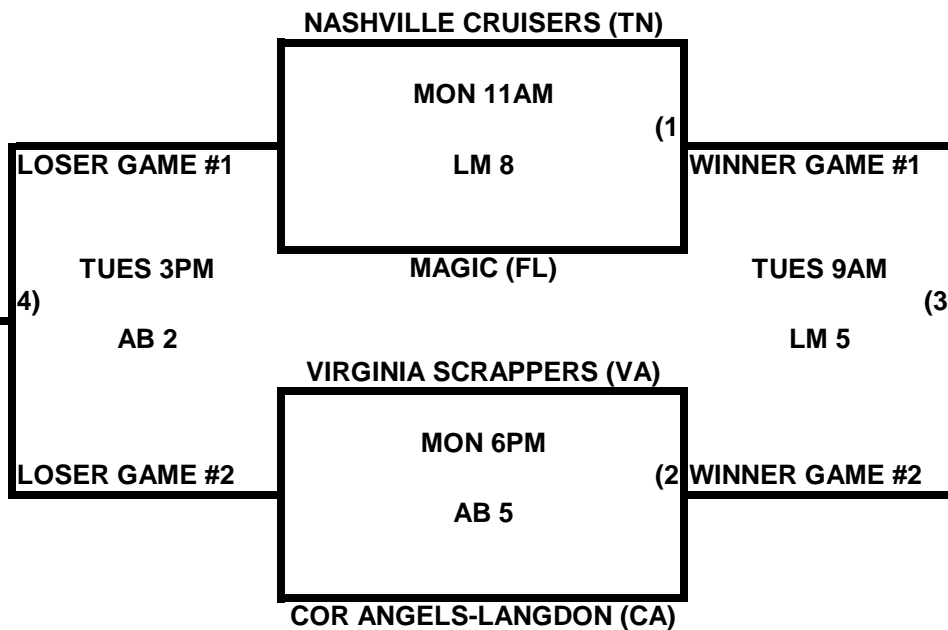 NASHVILLE CRUISERS (TN)
MON 11AM
(1
LOSER GAME #1
LM 8
WINNER GAME #1
TUES 3PM
MAGIC (FL)
TUES 9AM
4)
(3
AB 2
LM 5
VIRGINIA SCRAPPERS (VA)
MON 6PM
LOSER GAME #2
(2
WINNER GAME #2
AB 5
COR ANGELS-LANGDON (CA)